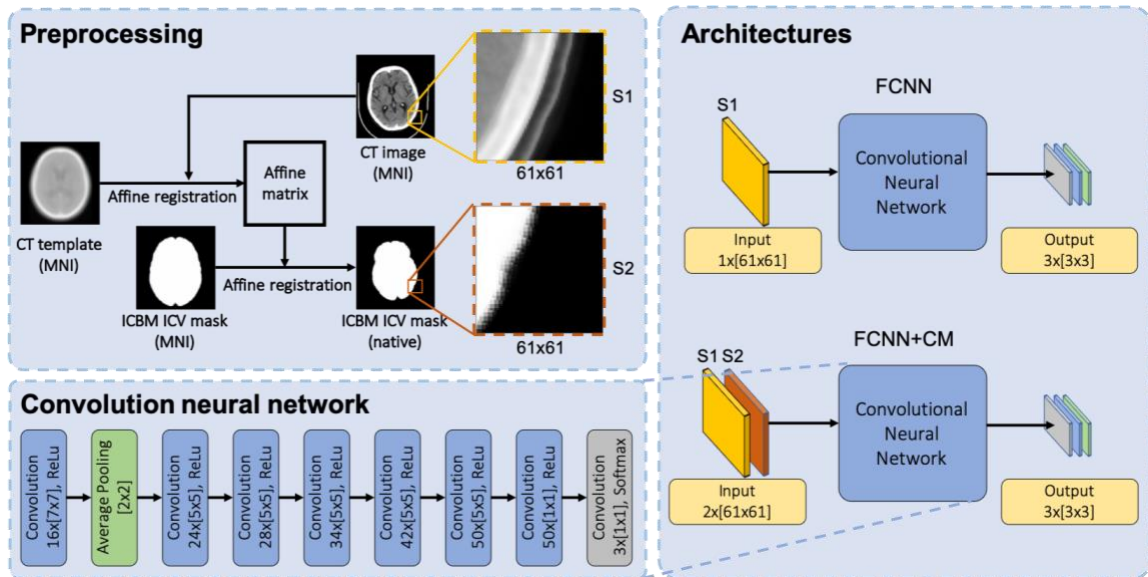 Preprocessing
S1
CT image
(MNI)
61x61
Affine
matrix
Affine registration
CT template
(MNI)
S2
Affine registration
ICBM ICV mask
(MNI)
ICBM ICV mask
(native)
61x61
Convolution neural network
Convolution
16x[7x7], ReLu
Average Pooling
[2x2]
Convolution
24x[5x5], ReLu
Convolution
28x[5x5], ReLu
Convolution
34x[5x5], ReLu
Convolution
42x[5x5], ReLu
Convolution
50x[5x5], ReLu
Convolution
50x[1x1], ReLu
Convolution
3x[1x1], Softmax
Architectures
FCNN
S1
Convolutional
Neural
Network
Input
1x[61x61]
Output
3x[3x3]
FCNN+CM
S1 S2
Convolutional
Neural
Network
Input
2x[61x61]
Output
3x[3x3]